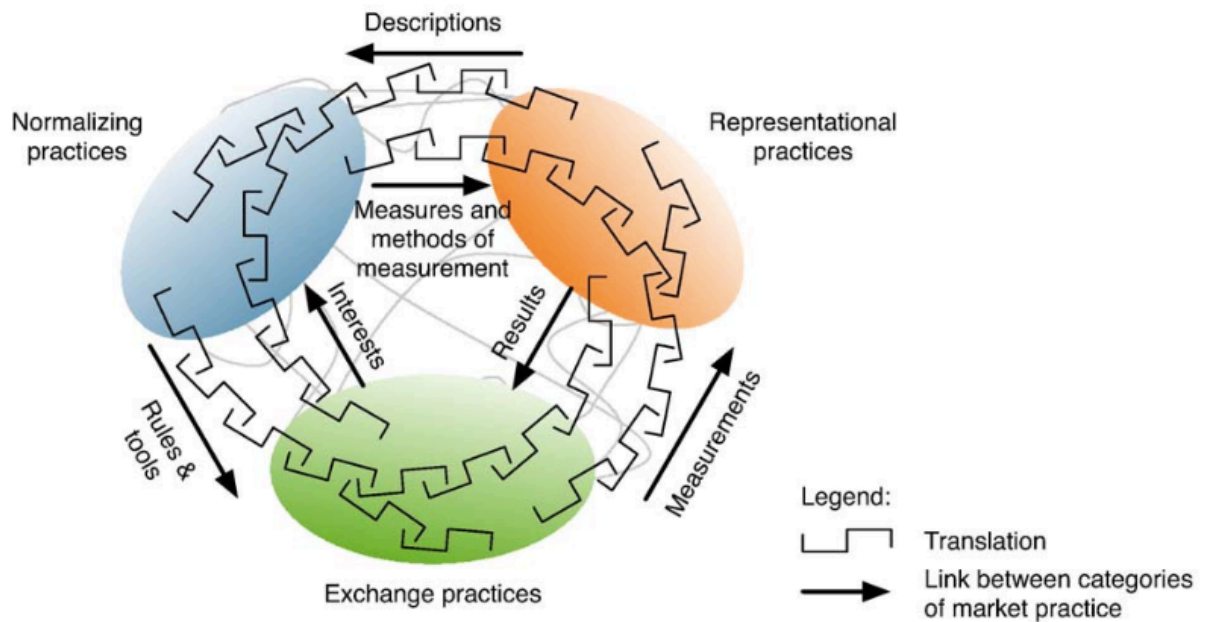 Descriptions
Normalizing
practices
Representational
practices
Measures and
methods of
measurement
Interests
Results
Rules &
tools
Measurements
Exchange practices
Legend:
Translation
Link between categories
of market practice